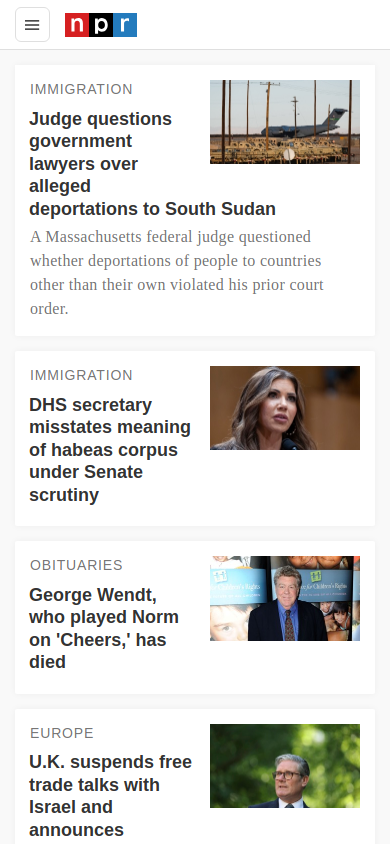 npr
IMMIGRATION
Judge questions
government
lawyers over
alleged
deportations to South Sudan
A Massachusetts federal judge questioned
whether deportations of people to countries
other than their own violated his prior court
order.
IMMIGRATION
DHS secretary
misstates meaning
of habeas corpus
under Senate
scrutiny
OBITUARIES
George Wendt,
who played Norm
on 'Cheers,' has
died
EUROPE
U.K. suspends free
trade talks with
Israel and
announces